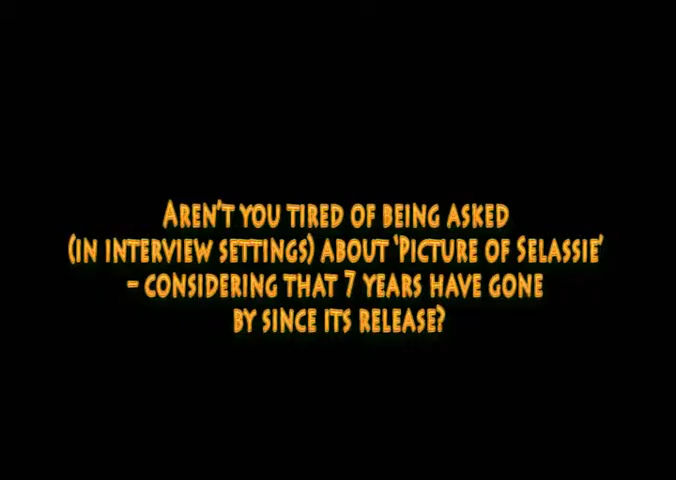 Aren't you tired of being asked
(in interview settings) about 'Picture of Selassie'
– considering that 7 years have gone
by since its release?